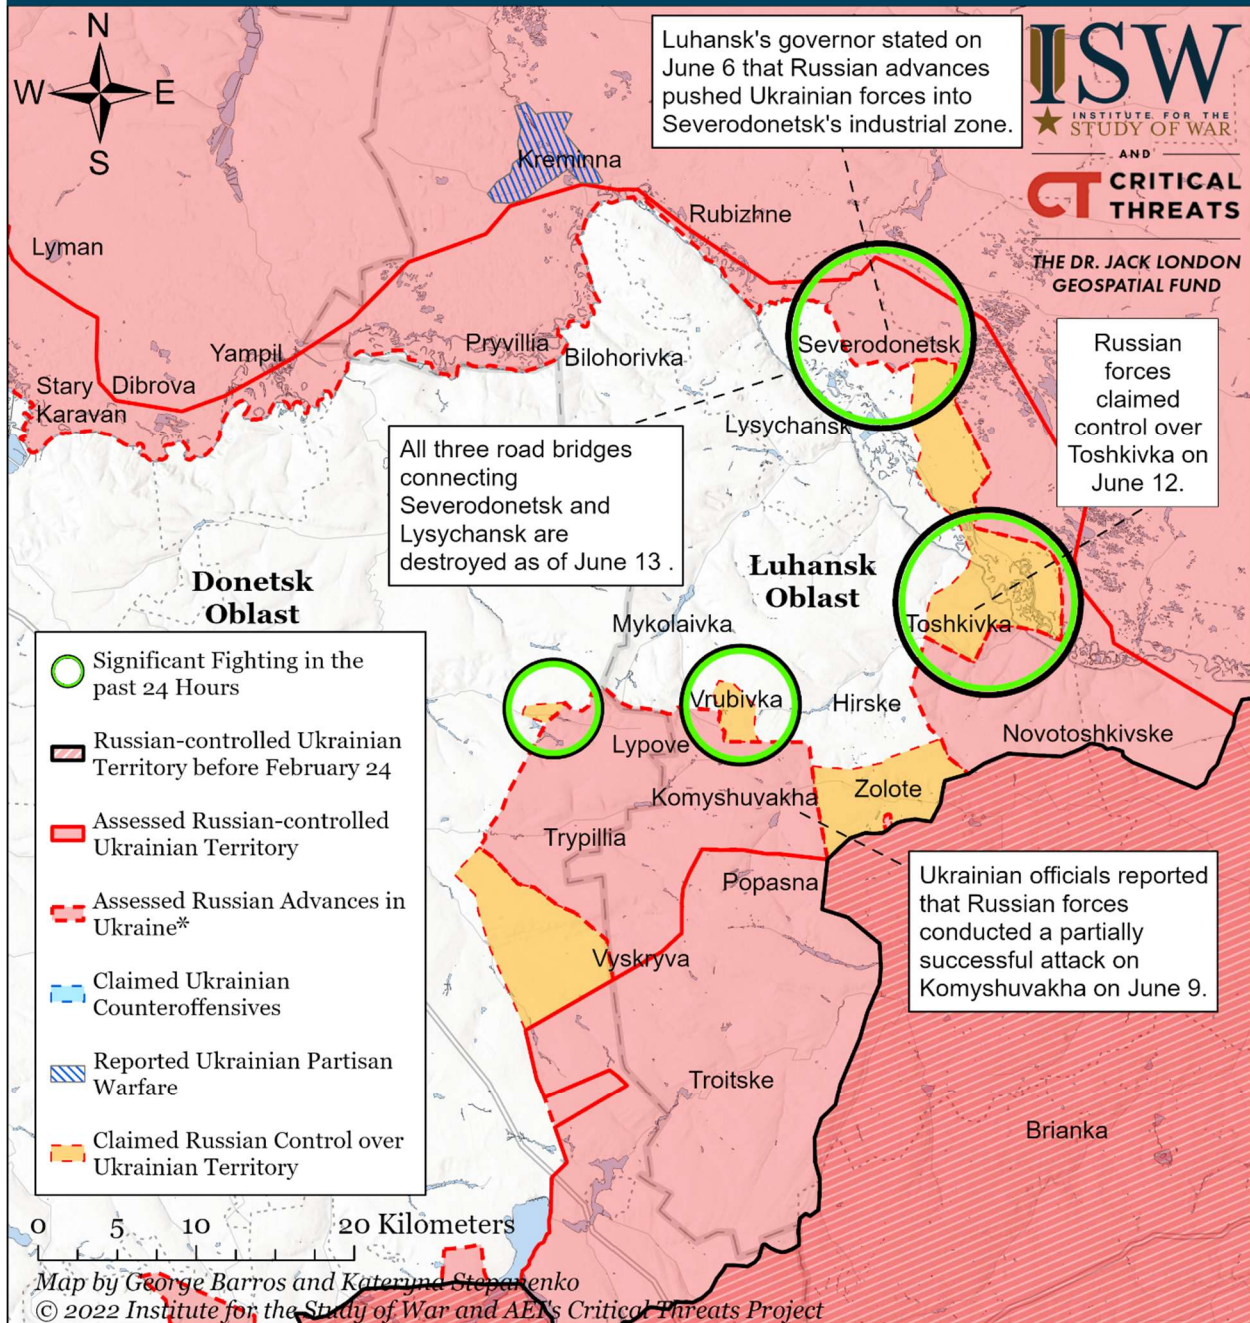 N
W
E
S
Luhansk's governor stated on
June 6 that Russian advances
pushed Ukrainian forces into
Severodonetsk's industrial zone.
ISW
INSTITUTE FOR THE
STUDY OF WAR
AND
CT CRITICAL
THREATS
THE DR. JACK LONDON
GEOSPATIAL FUND
Kreminna
Rubizhne
Lyman
Russian
forces
claimed
control over
Toshkivka on
June 12.
Severodonetsk
Pryvillia
Bilohorivka
Yampil
Stary
Karavan
Dibrova
Lysychansk
All three road bridges
connecting
Severodonetsk and
Lysychansk are
destroyed as of June 13 .
Donetsk
Oblast
Luhansk
Oblast
Mykolaivka
Toshkivka
Vrubivka
Hirske
Lypove
Novotoshkivske
Komyshuvakha
Zolote
Trypillia
Popasna
Vyskryva
Ukrainian officials reported
that Russian forces
conducted a partially
successful attack on
Komyshuvakha on June 9.
Troitske
Brianka
Significant Fighting in the
past 24 Hours
Russian-controlled Ukrainian
Territory before February 24
Assessed Russian-controlled
Ukrainian Territory
Assessed Russian Advances in
Ukraine*
Claimed Ukrainian
Counteroffensives
Reported Ukrainian Partisan
Warfare
Claimed Russian Control over
Ukrainian Territory
0 5 10 20 Kilometers
Map by George Barros and Kateryna Stepanenko
© 2022 Institute for the Study of War and AEI's Critical Threats Project